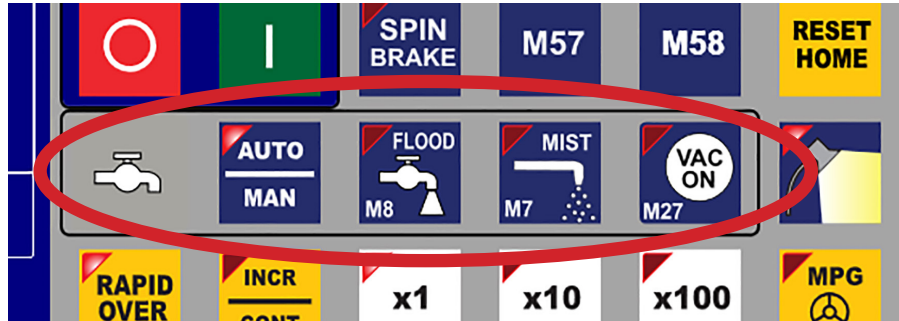 SPIN
BRAKE
M57
M58
RESET
HOME
AUTO
MAN
FLOOD
M8
MIST
M7
VAC
ON
M27
RAPID
OVER
INCR
CONT
x1
x10
x100
MPG